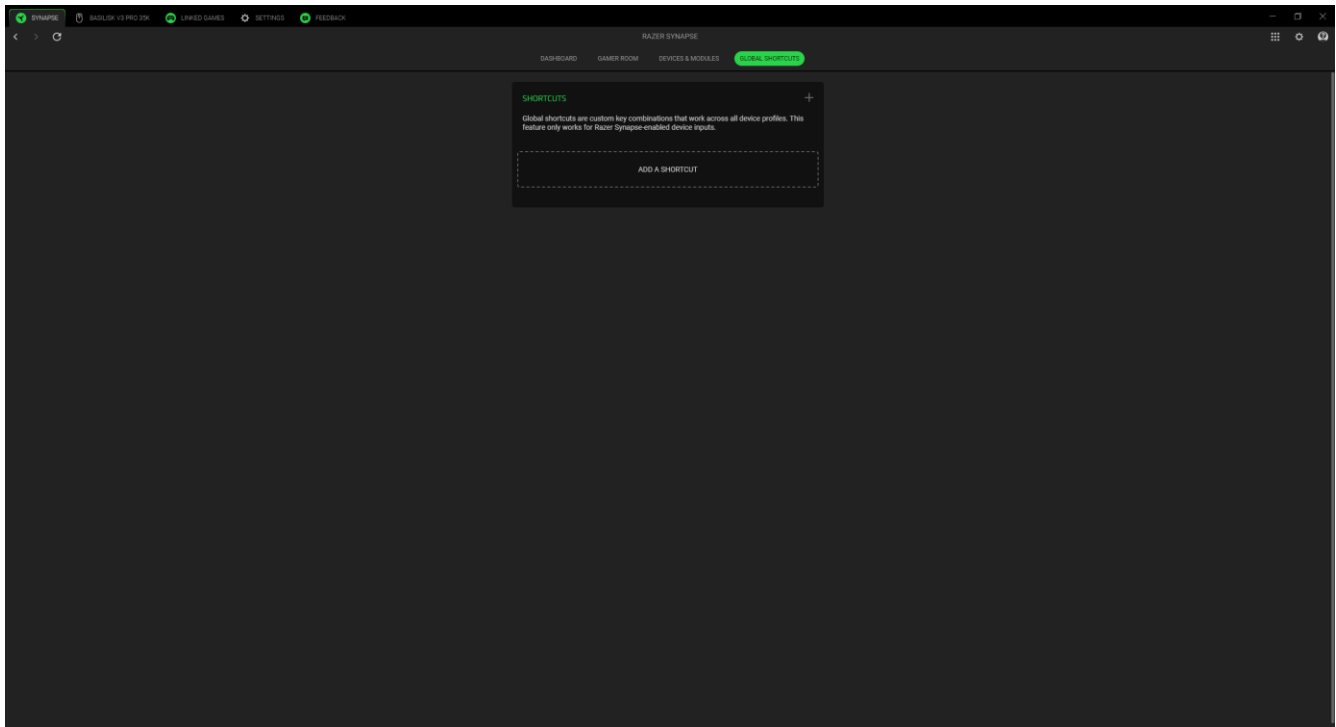 SYNAPSE BASILISK V3 PRO 35K LINKED GAMES SETTINGS FEEDBACK
RAZER SYNAPSE
DASHBOARD GAMER ROOM DEVICES & MODULES GLOBAL SHORTCUTS
SHORTCUTS
Global shortcuts are custom key combinations that work across all device profiles. This
feature only works for Razer Synapse-enabled device inputs.
ADD A SHORTCUT